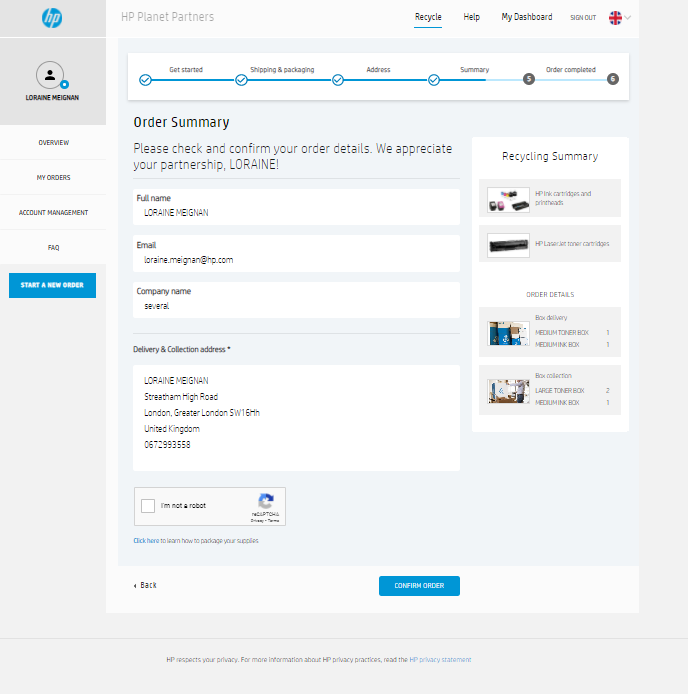 hp
HP Planet Partners
Recycle
Help
My Dashboard
SIGN OUT
LORAINE MEIGNAN
OVERVIEW
MY ORDERS
ACCOUNT MANAGEMENT
FAQ
START A NEW ORDER
Get started
Shipping & packaging
Address
Summary
Order completed
5
6
Order Summary
Please check and confirm your order details. We appreciate
your partnership, LORAINE!
Full name
LORAINE MEIGNAN
Email
loraine.meignan@hp.com
Company name
several
Delivery & Collection address *
LORAINE MEIGNAN
Streatham High Road
London, Greater London SW16Hh
United Kingdom
0672993558
I'm not a robot
reCAPTCHA
Privacy - Terms
Click here to learn how to package your supplies
Back
CONFIRM ORDER
Recycling Summary
HP Ink cartridges and
printheads
HP LaserJet toner cartridges
ORDER DETAILS
Box delivery
MEDIUM TONER BOX 1
MEDIUM INK BOX 1
Box collection
LARGE TONER BOX 2
MEDIUM INK BOX 1
HP respects your privacy. For more information about HP privacy practices, read the HP privacy statement